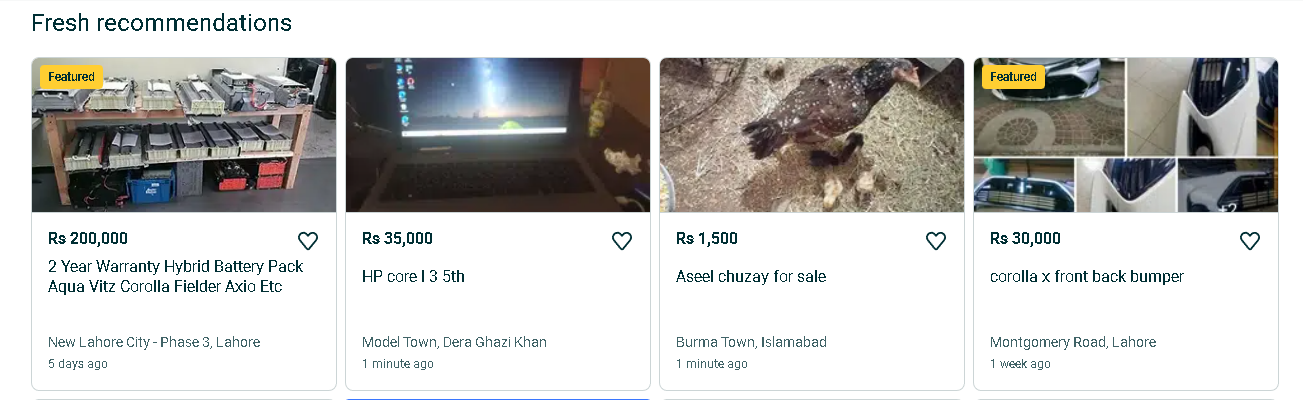 Fresh recommendations
Featured
Rs 200,000
2 Year Warranty Hybrid Battery Pack
Aqua Vitz Corolla Fielder Axio Etc
New Lahore City - Phase 3, Lahore
5 days ago
Rs 35,000
HP core I 3 5th
Model Town, Dera Ghazi Khan
1 minute ago
Rs 1,500
Aseel chuzay for sale
Burma Town, Islamabad
1 minute ago
Featured
+2
Rs 30,000
corolla x front back bumper
Montgomery Road, Lahore
1 week ago